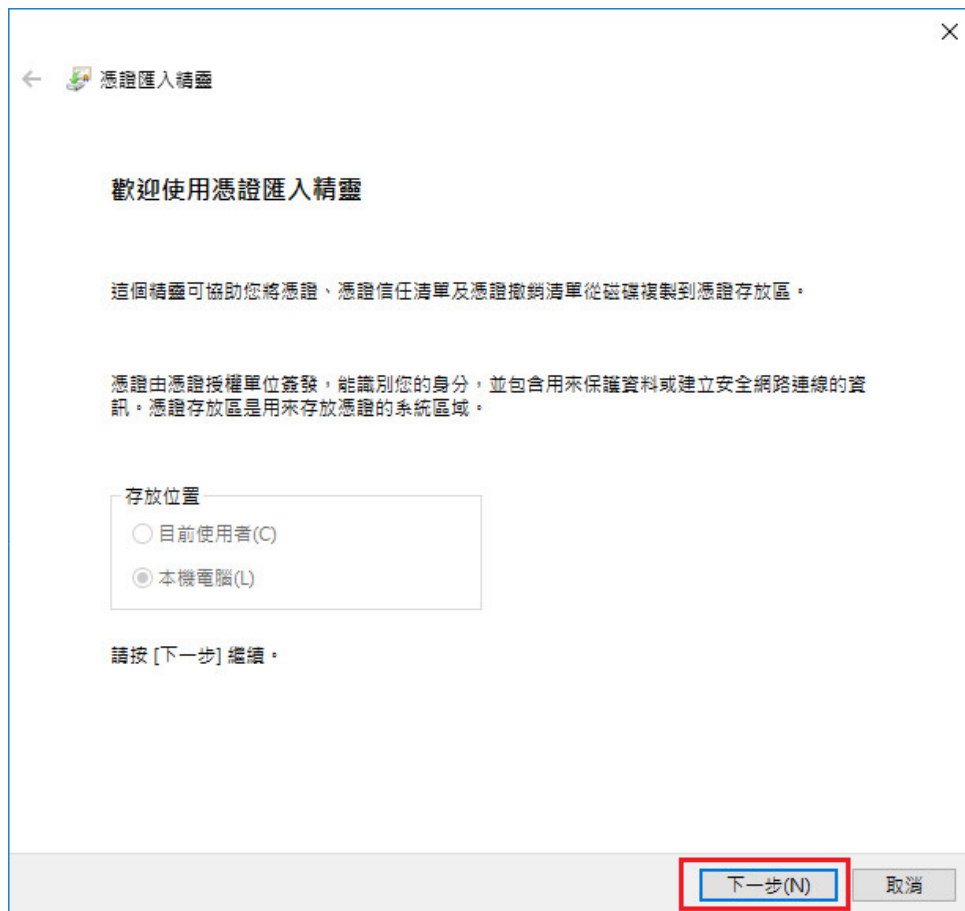 憑證匯入精靈
歡迎使用憑證匯入精靈
這個精靈可協助您將憑證、憑證信任清單及憑證撤銷清單從磁碟複製到憑證存放區。
憑證由憑證授權單位簽發，能識別您的身分，並包含用來保護資料或建立安全網路連線的資
訊。憑證存放區是用來存放憑證的系統區域。
存放位置
目前使用者(C)
本機電腦(L)
請按 [下一步] 繼續。
下一步(N)
取消